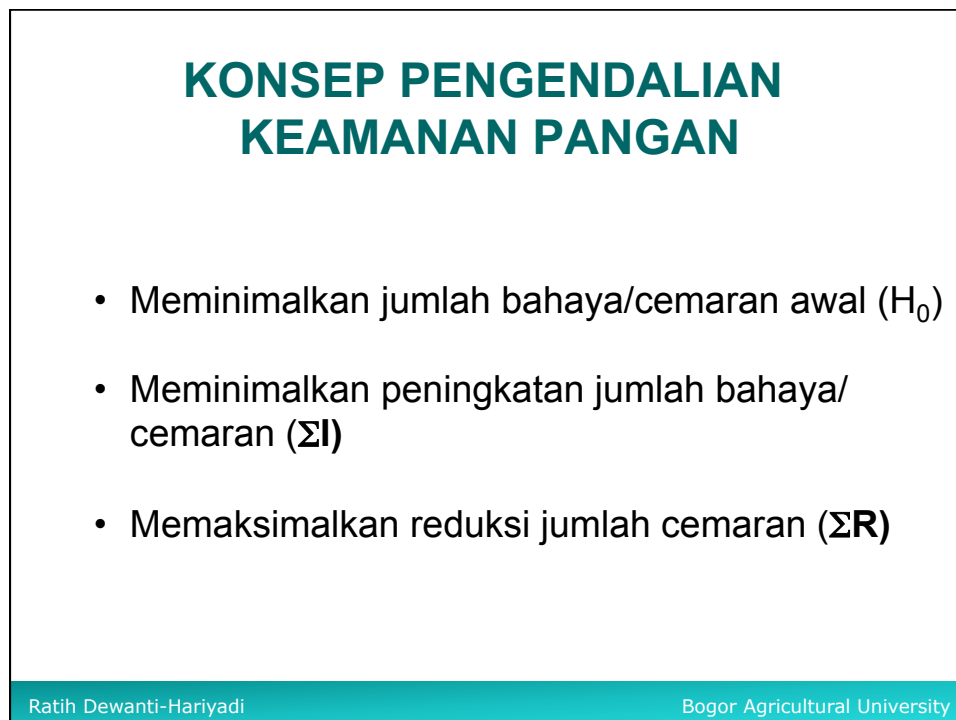 KONSEP PENGENDALIAN
KEAMANAN PANGAN
• Meminimalkan jumlah bahaya/cemaran awal (H₀)
• Meminimalkan peningkatan jumlah bahaya/
cemaran (ΣI)
• Memaksimalkan reduksi jumlah cemaran (ΣR)
Ratih Dewanti-Hariyadi
Bogor Agricultural University